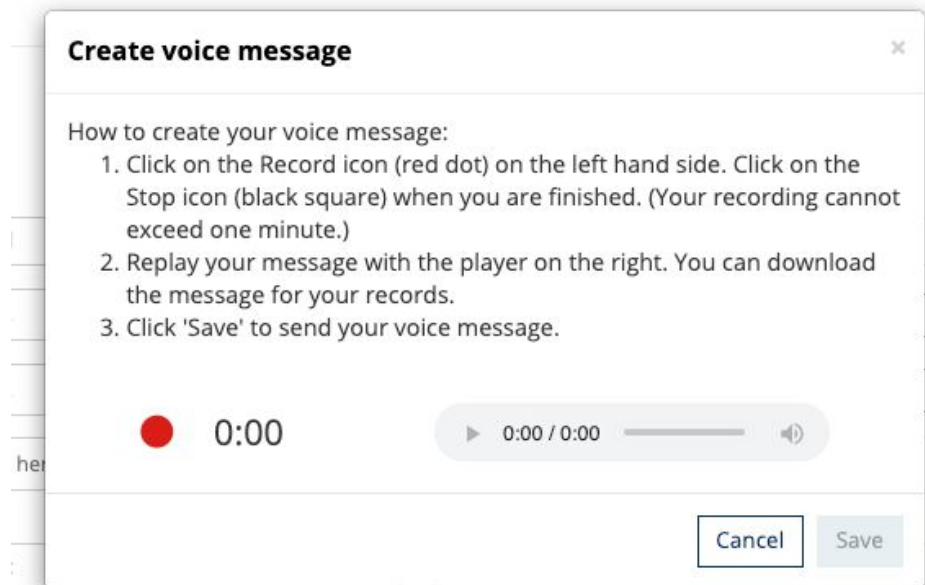 Create voice message
×
How to create your voice message:
1. Click on the Record icon (red dot) on the left hand side. Click on the
Stop icon (black square) when you are finished. (Your recording cannot
exceed one minute.)
2. Replay your message with the player on the right. You can download
the message for your records.
3. Click 'Save' to send your voice message.
0:00
0:00 / 0:00
her
Cancel
Save